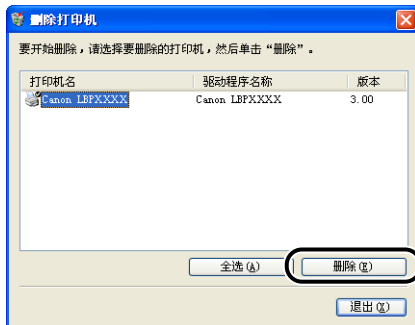 删除打印机
要开始删除，请选择要删除的打印机，然后单击“删除”。
打印机名 驱动程序名称 版本
Canon LBPXXXX Canon LBPXXXX 3.00
全选(A) 删除(E)
退出(X)